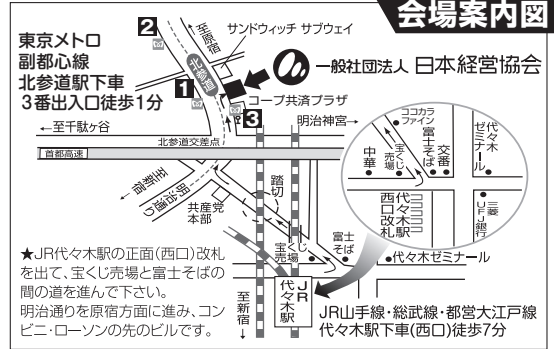 会場案内図
東京メトロ
副都心線
北参道駅下車
3番出入口徒歩1分
2
至原宿
サンドウィッチ サブウェイ
北参道
1
一般社団法人 日本経営協会
コープ共済プラザ
3
明治神宮→
←至千駄ヶ谷
北参道交差点
首都高速
至新宿
明治通り
共産党
本部
踏切
宝くじ
売場
富士
そば
代々木ゼミナール
JR
代々木駅
至新宿
ココカラ
ファイン
中華
宝くじ
売場
富士そば
交番
代々木
ゼミナール
代々木駅
西口改札
三菱
UFJ銀行
★JR代々木駅の正面(西口)改札
を出て、宝くじ売場と富士そばの
間の道を進んで下さい。
明治通りを原宿方面に進み、コン
ビニ・ローソンの先のビルです。
JR山手線・総武線・都営大江戸線
代々木駅下車(西口)徒歩7分